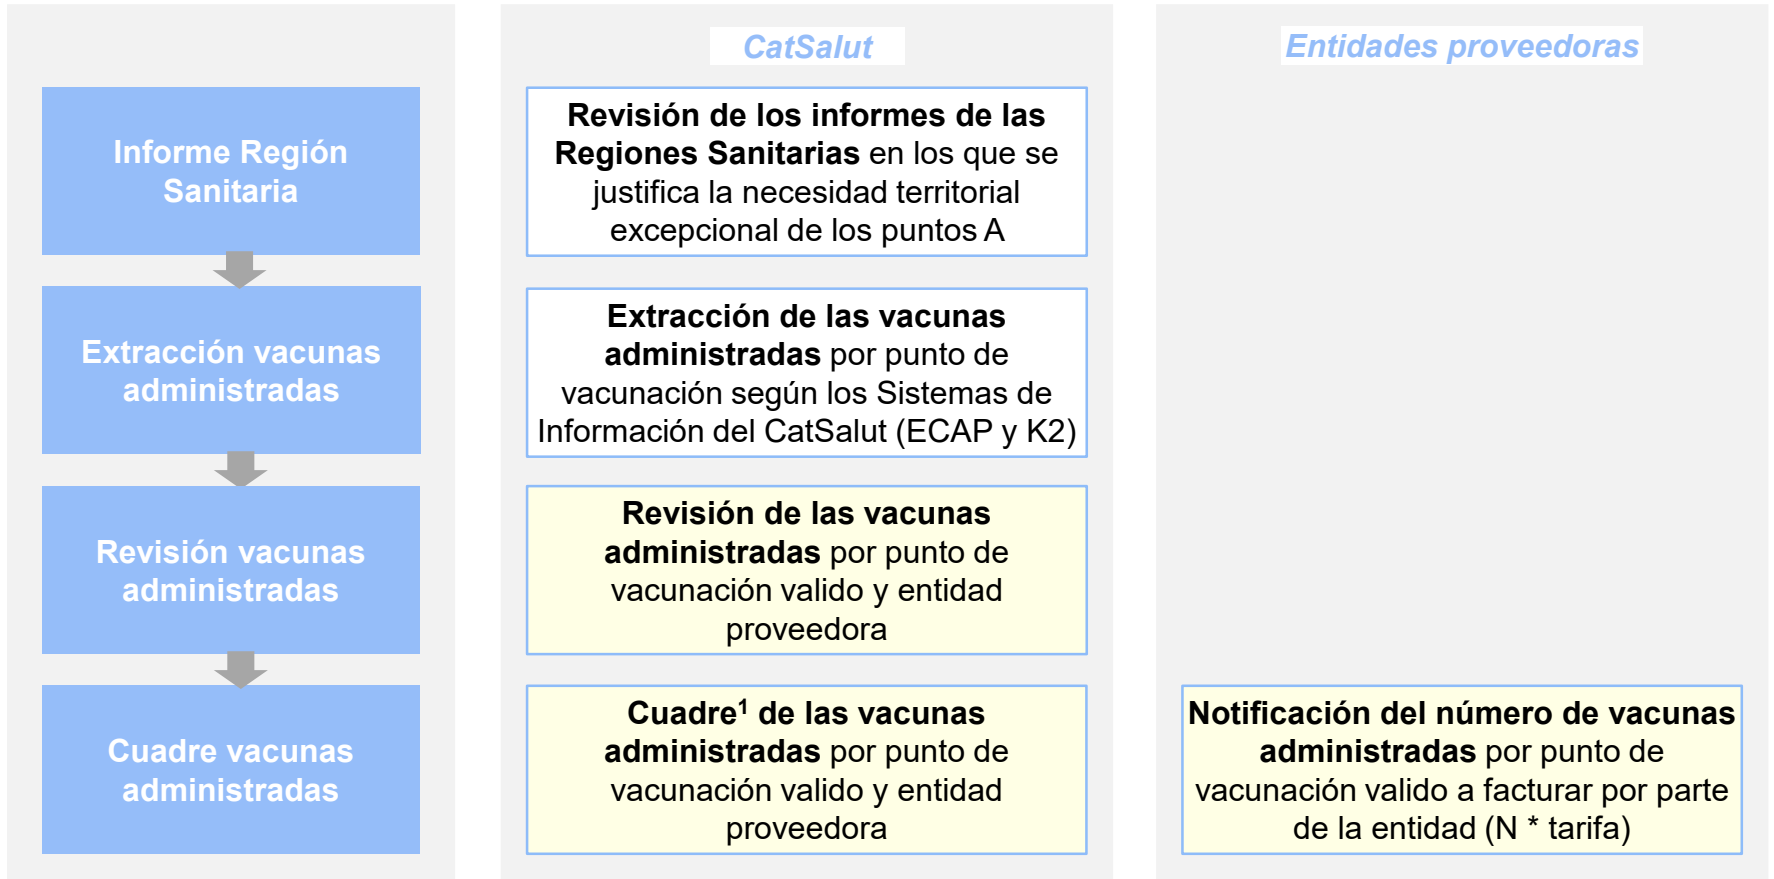 CatSalut
Entidades proveedoras
Informe Región
Sanitaria
Revisión de los informes de las
Regiones Sanitarias en los que se
justifica la necesidad territorial
excepcional de los puntos A
Extracción vacunas
administradas
Extracción de las vacunas
administradas por punto de
vacunación según los Sistemas de
Información del CatSalut (ECAP y K2)
Revisión vacunas
administradas
Revisión de las vacunas
administradas por punto de
vacunación valido y entidad
proveedora
Cuadre vacunas
administradas
Cuadre¹ de las vacunas
administradas por punto de
vacunación valido y entidad
proveedora
Notificación del número de vacunas
administradas por punto de
vacunación valido a facturar por parte
de la entidad (N * tarifa)